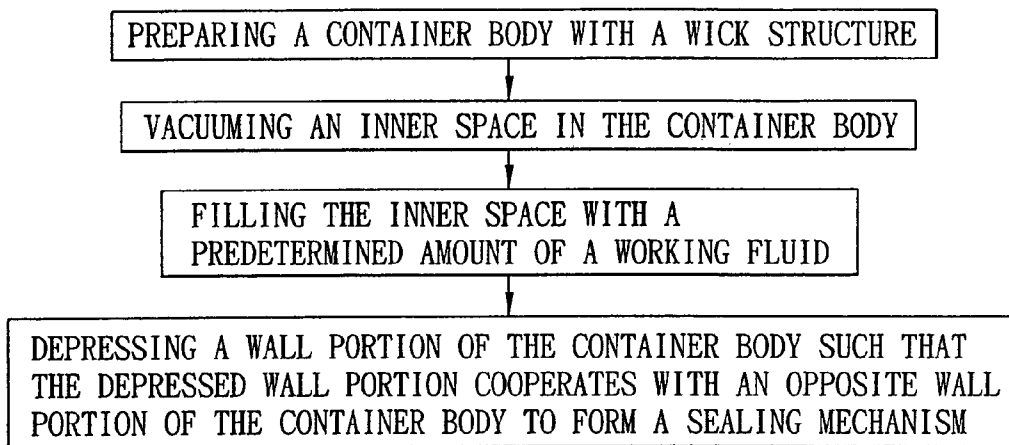 PREPARING A CONTAINER BODY WITH A WICK STRUCTURE
VACUUMING AN INNER SPACE IN THE CONTAINER BODY
FILLING THE INNER SPACE WITH A
PREDETERMINED AMOUNT OF A WORKING FLUID
DEPRESSING A WALL PORTION OF THE CONTAINER BODY SUCH THAT
THE DEPRESSED WALL PORTION COOPERATES WITH AN OPPOSITE WALL
PORTION OF THE CONTAINER BODY TO FORM A SEALING MECHANISM